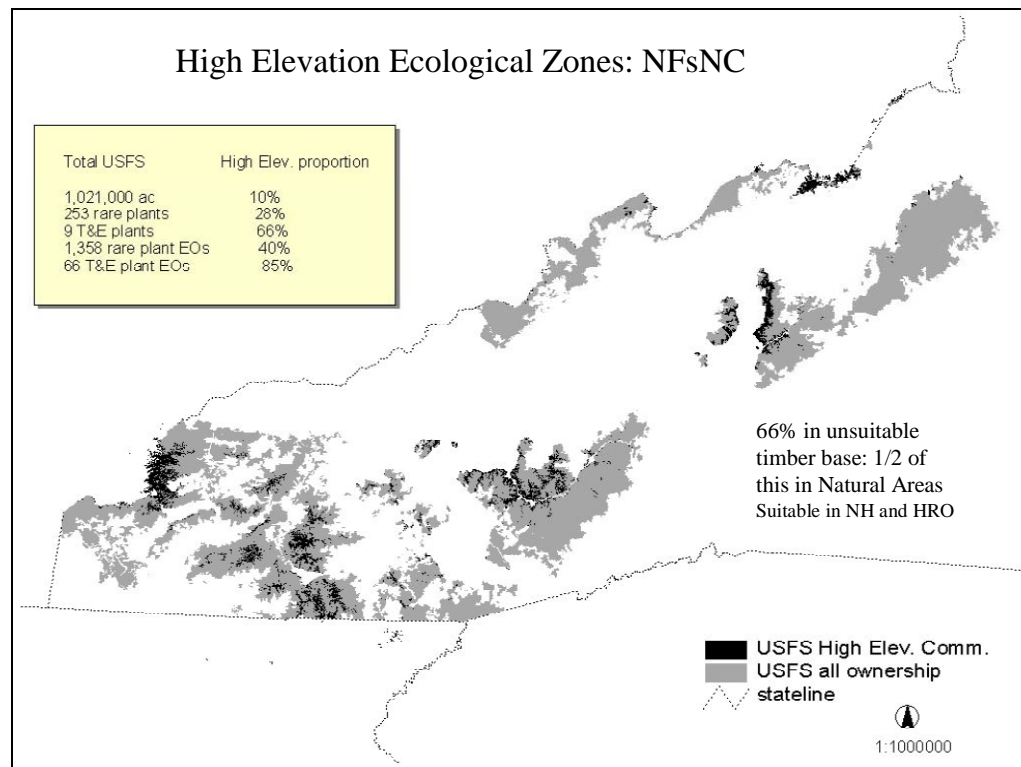 High Elevation Ecological Zones: NFsNC
Total USFS High Elev. proportion
1,021,000 ac 10%
253 rare plants 28%
9 T&E plants 66%
1,358 rare plant EOs 40%
66 T&E plant EOs 85%
66% in unsuitable
timber base: 1/2 of
this in Natural Areas
Suitable in NH and HRO
USFS High Elev. Comm.
USFS all ownership
stateline
1:1000000